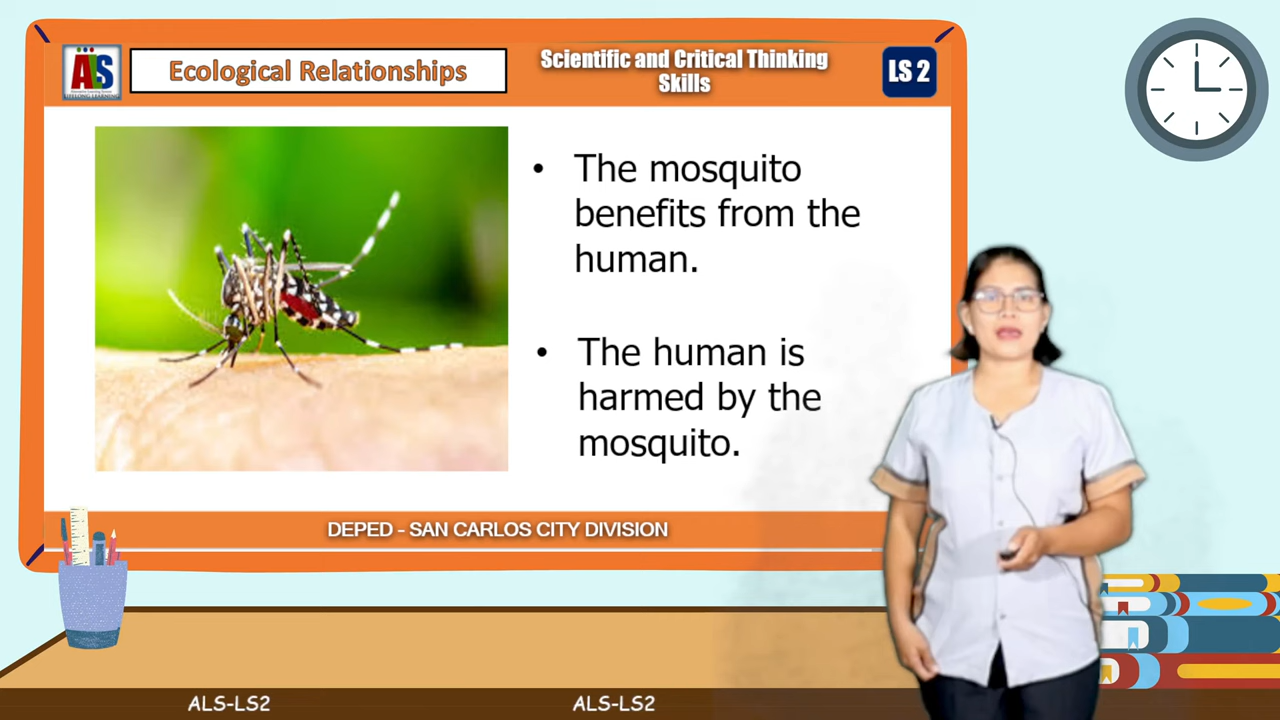 ALS
Ecological Relationships
Scientific and Critical Thinking
Skills
LS 2
• The mosquito
benefits from the
human.
• The human is
harmed by the
mosquito.
DEPED - SAN CARLOS CITY DIVISION
ALS-LS2 ALS-LS2